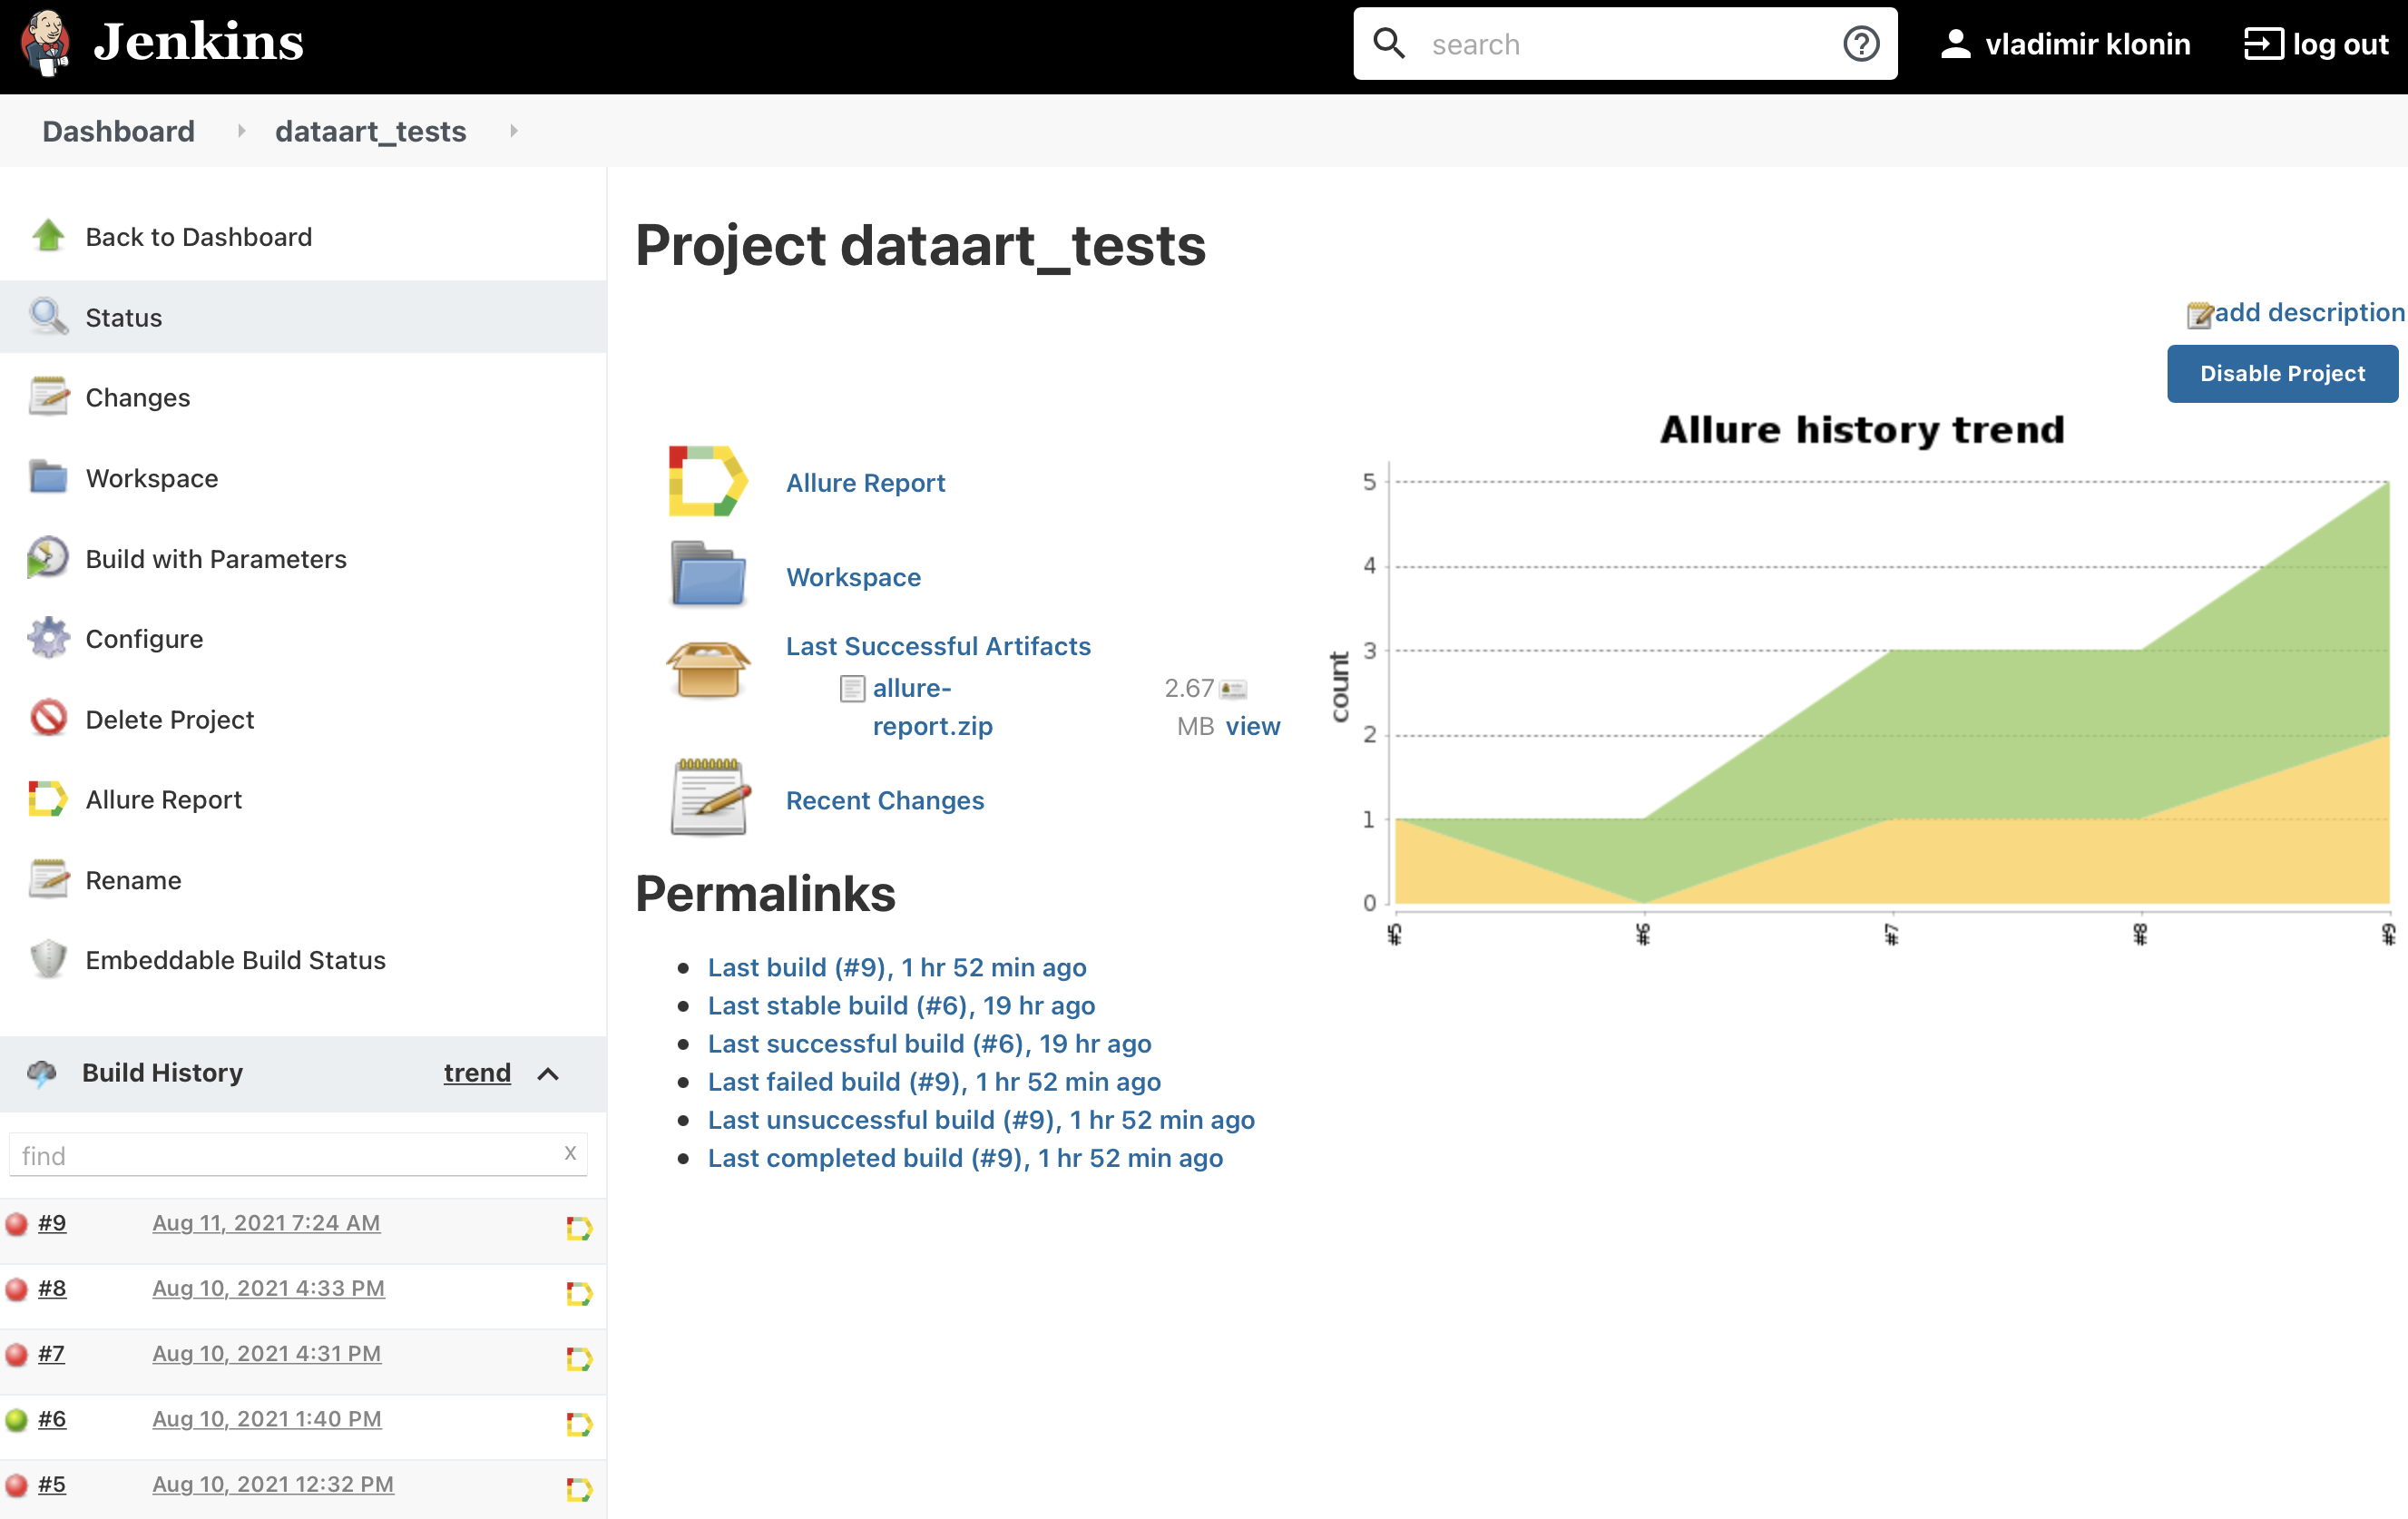 Jenkins
search
vladimir klonin
log out
Dashboard
dataart_tests
Back to Dashboard
Status
Changes
Workspace
Build with Parameters
Configure
Delete Project
Allure Report
Rename
Embeddable Build Status
Build History trend
find x
#9 Aug 11, 2021 7:24 AM
#8 Aug 10, 2021 4:33 PM
#7 Aug 10, 2021 4:31 PM
#6 Aug 10, 2021 1:40 PM
#5 Aug 10, 2021 12:32 PM
Project dataart_tests
add description
Disable Project
Allure Report
Workspace
Last Successful Artifacts
allure- 2.67
report.zip MB view
Recent Changes
Permalinks
Last build (#9), 1 hr 52 min ago
Last stable build (#6), 19 hr ago
Last successful build (#6), 19 hr ago
Last failed build (#9), 1 hr 52 min ago
Last unsuccessful build (#9), 1 hr 52 min ago
Last completed build (#9), 1 hr 52 min ago
Allure history trend
count
5
4
3
2
1
0
#5 #6 #7 #8 #9